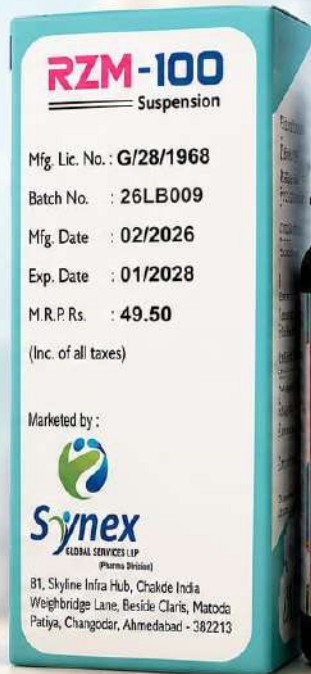 RZM-100
Suspension
Mfg. Lic. No. : G/28/1968
Batch No. : 26LB009
Mfg. Date : 02/2026
Exp. Date : 01/2028
M.R.P. Rs. : 49.50
(Inc. of all taxes)
Marketed by :
Synex
GLOBAL SERVICES LLP
(Pharma Division)
B1, Skyline Infra Hub, Chakde India
Weighbridge Lane, Beside Claris, Matoda
Patiya, Changodar, Ahmedabad - 382213